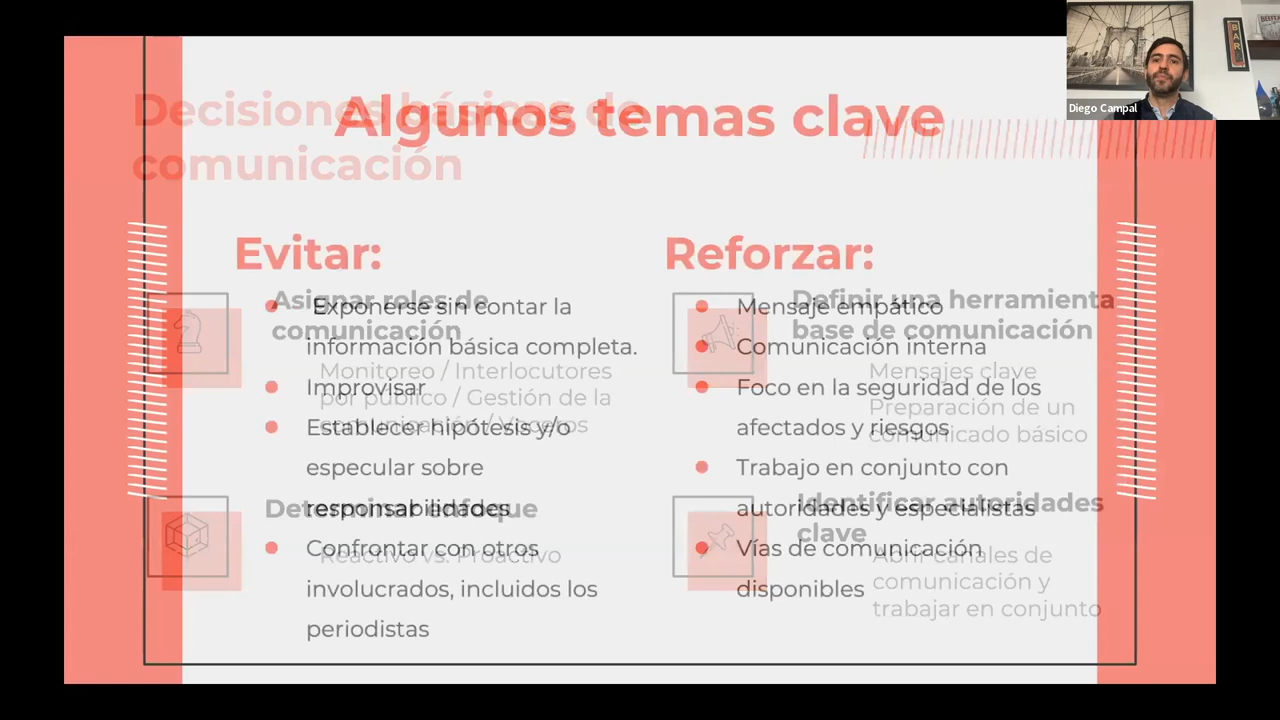 Diego Campal
BAR
Decisiones básicas de
comunicación
Algunos temas clave
Evitar:
Exponerse sin contar la
información básica completa.
Improvisar
Establecer hipótesis y/o
especular sobre
responsabilidades
Confrontar con otros
involucrados, incluidos los
periodistas
Reforzar:
Mensaje empático
Comunicación interna
Foco en la seguridad de los
afectados y riesgos
Trabajo en conjunto con
autoridades y especialistas
Vías de comunicación
disponibles
Asignar roles de
comunicación
Monitoreo / Interlocutores
por público / Gestión de la
comunicación / Voceros
Determinar enfoque
Reactivo vs. Proactivo
Definir una herramienta
base de comunicación
Mensajes clave
Preparación de un
comunicado básico
Identificar autoridades
clave
Abrir canales de
comunicación y
trabajar en conjunto